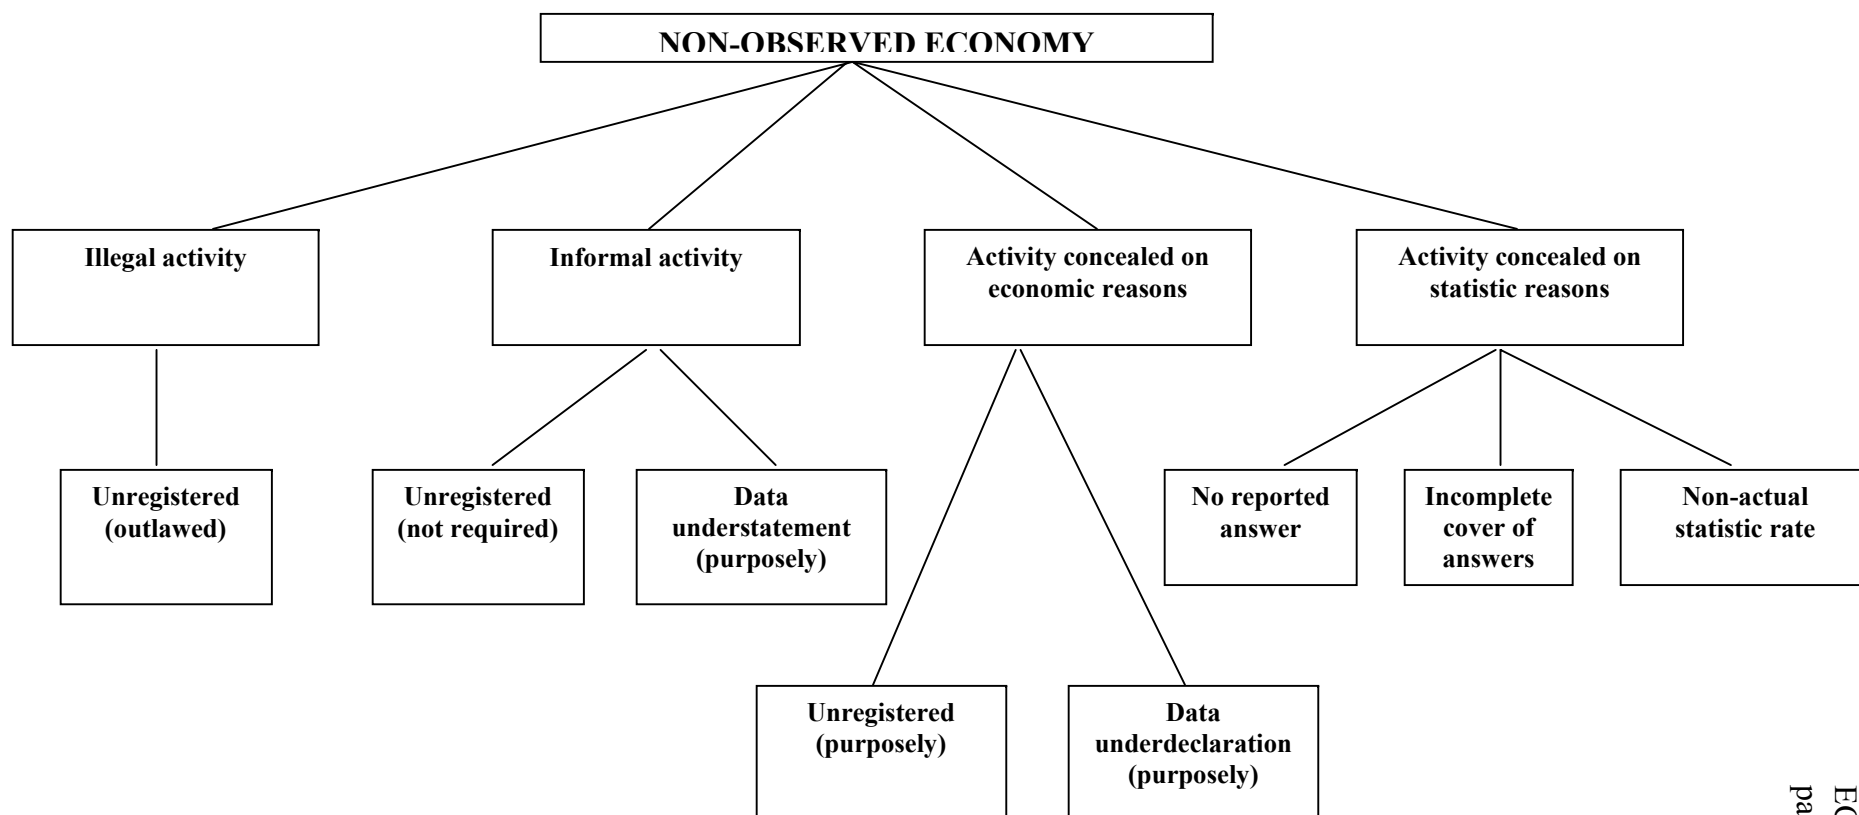 NON-OBSERVED ECONOMY
Illegal activity
Informal activity
Activity concealed on
economic reasons
Activity concealed on
statistic reasons
Unregistered
(outlawed)
Unregistered
(not required)
Data
understatement
(purposely)
No reported
answer
Incomplete
cover of
answers
Non-actual
statistic rate
Unregistered
(purposely)
Data
underdeclaration
(purposely)